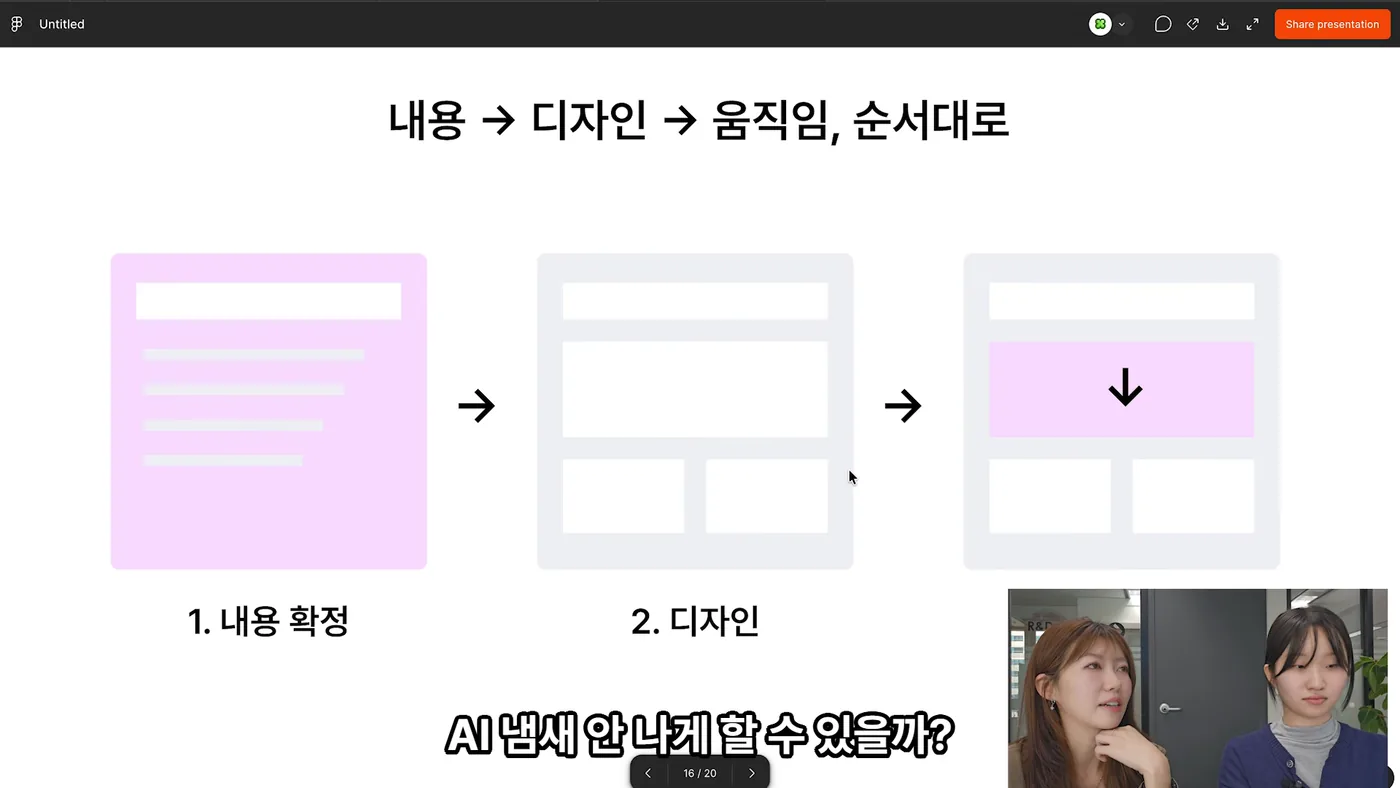 Untitled
Share presentation
내용 → 디자인 → 움직임, 순서대로
1. 내용 확정
2. 디자인
R&D
AI 냄새 안 나게 할 수 있을까?
16 / 20